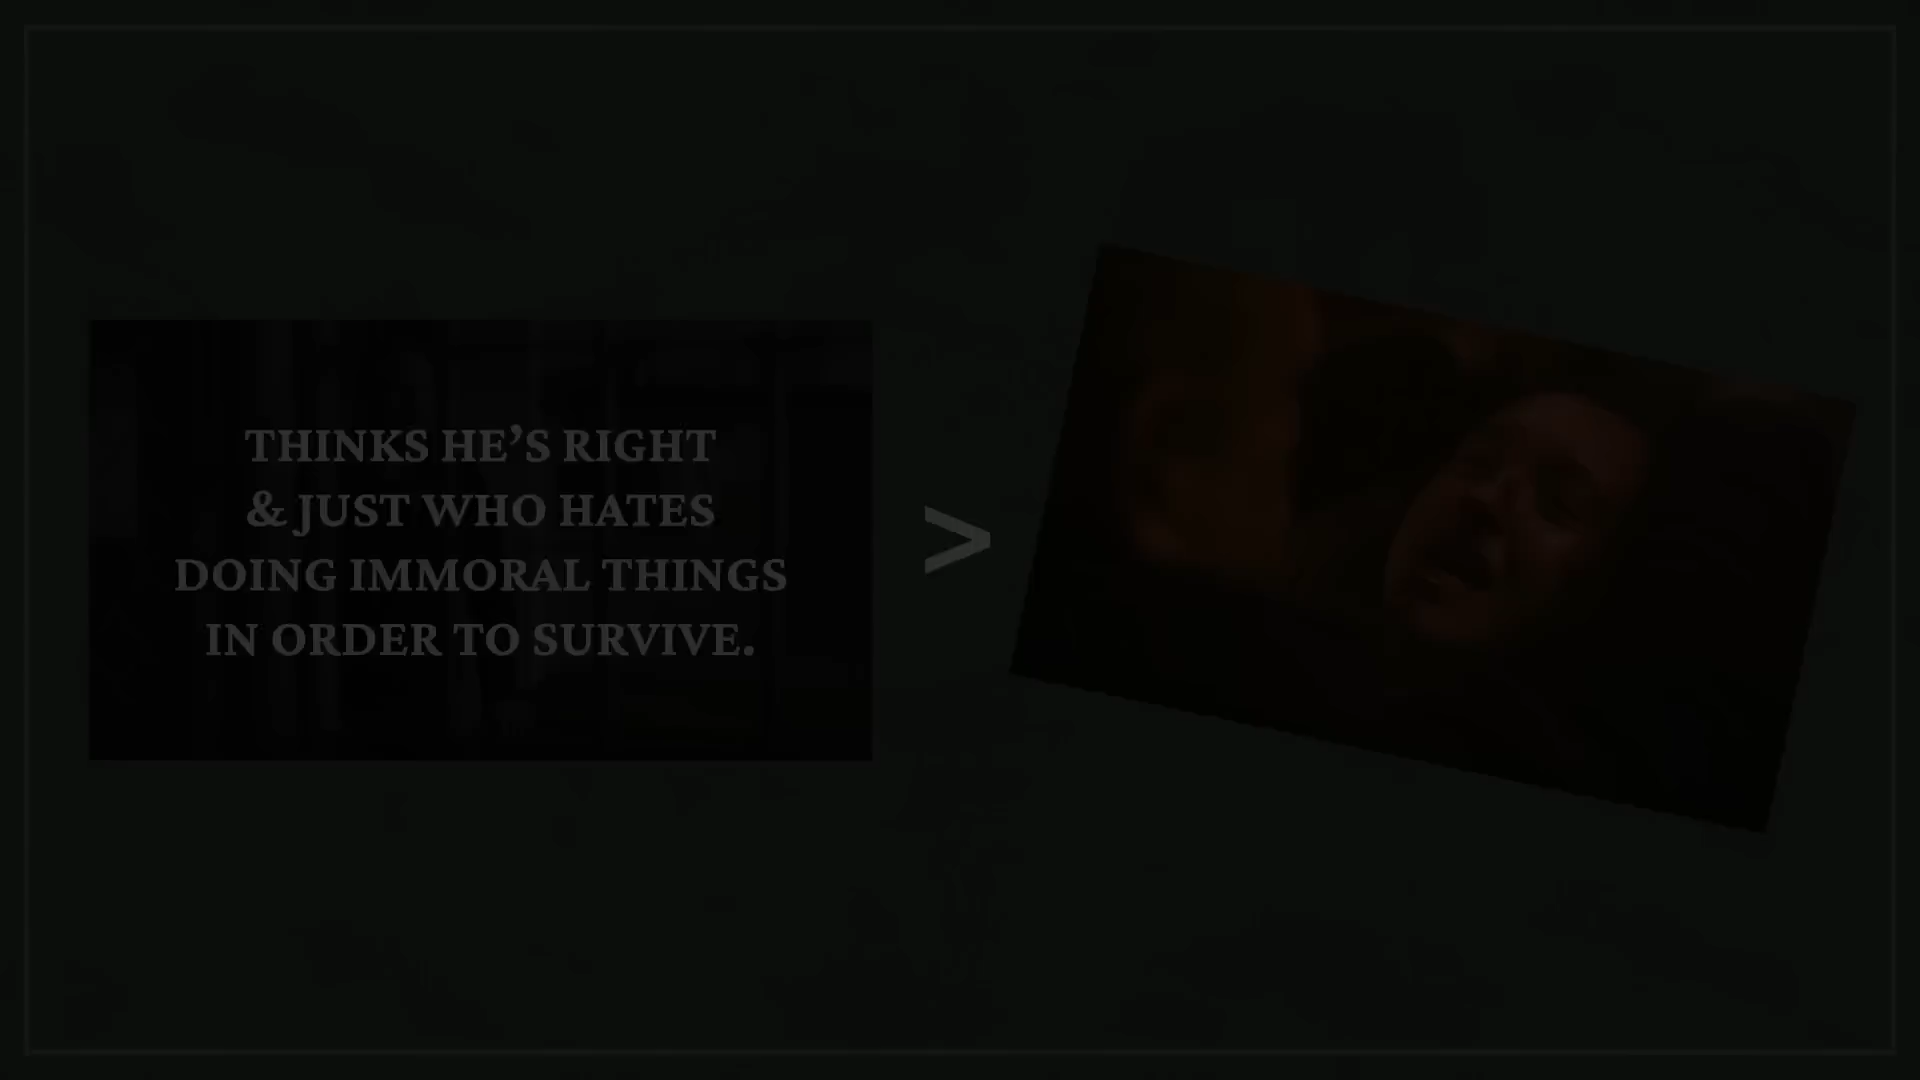 THINKS HE’S RIGHT
& JUST WHO HATES
DOING IMMORAL THINGS
IN ORDER TO SURVIVE.
>